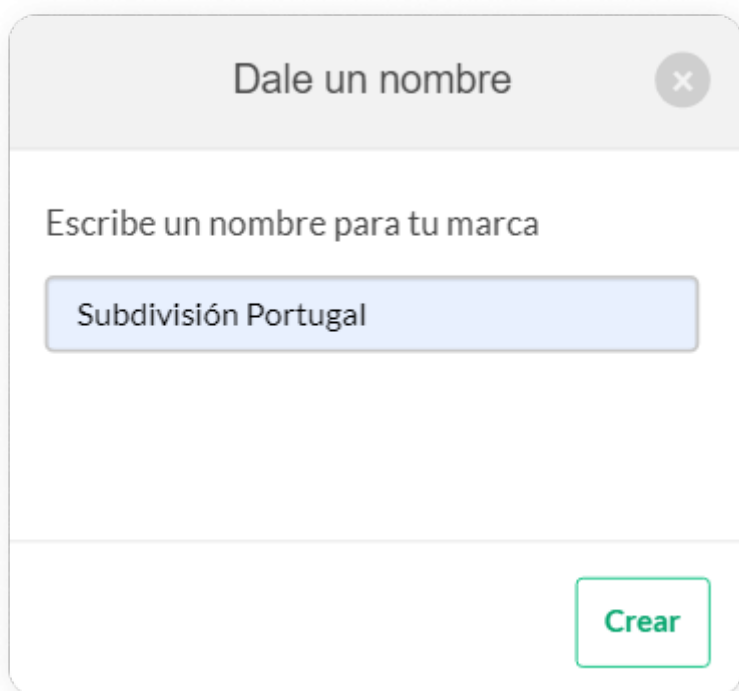 Dale un nombre
Escribe un nombre para tu marca
Subdivisión Portugal
Crear